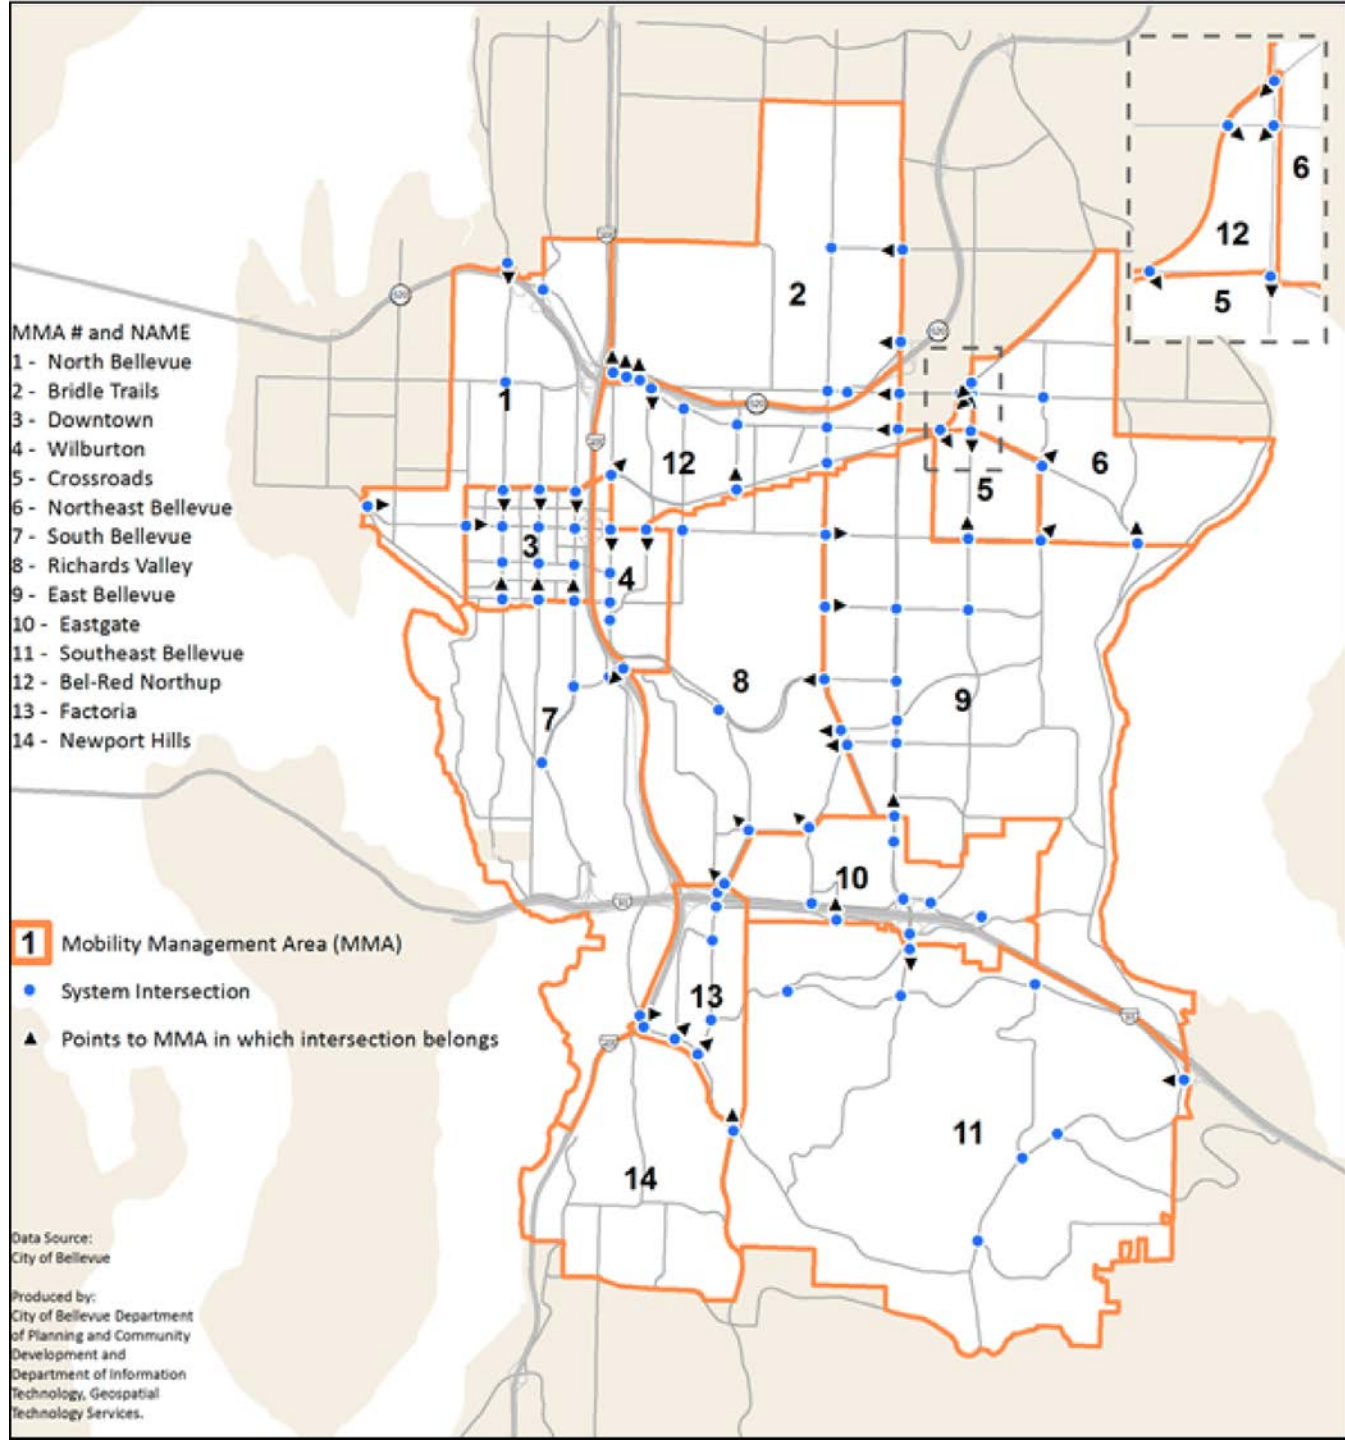 6
12
5
2
MMA # and NAME
1 - North Bellevue
2 - Bridle Trails
3 - Downtown
4 - Wilburton
5 - Crossroads
6 - Northeast Bellevue
7 - South Bellevue
8 - Richards Valley
9 - East Bellevue
10 - Eastgate
11 - Southeast Bellevue
12 - Bel-Red Northup
13 - Factoria
14 - Newport Hills
520
520
520
1
12
6
5
3
4
8
9
7
10
1 Mobility Management Area (MMA)
System Intersection
Points to MMA in which intersection belongs
13
11
14
Data Source:
City of Bellevue
Produced by:
City of Bellevue Department
of Planning and Community
Development and
Department of Information
Technology, Geospatial
Technology Services.